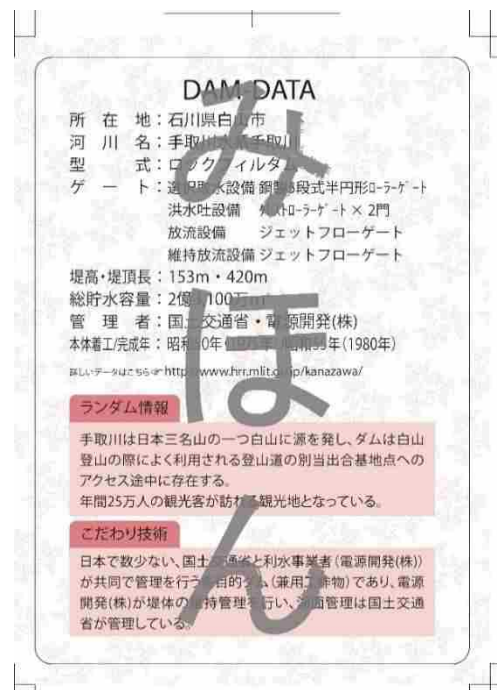 DAM-DATA
所在地：石川県白山市
河川名：手取川水系手取川
型式：ロックフィルダム
ゲート：選択取水設備 鋼製8段式半円形ﾛｰﾗｰｹﾞｰﾄ
洪水吐設備 ﾃﾝﾀﾛｰﾗｰｹﾞｰﾄ × 2門
放流設備 ジェットフローゲート
維持放流設備 ジェットフローゲート
堤高・堤頂長：153m・420m
総貯水容量：2億3,100万m³
管理者：国土交通省・電源開発(株)
本体着工/完成年：昭和50年(1975年)/昭和55年(1980年)
詳しいデータはこちら☞http://www.hrr.mlit.go.jp/kanazawa/
ランダム情報
手取川は日本三名山の一つ白山に源を発し、ダムは白山
登山の際によく利用される登山道の別当出合基地点への
アクセス途中に存在する。
年間25万人の観光客が訪れる観光地となっている。
こだわり技術
日本で数少ない、国土交通省と利水事業者(電源開発(株))
が共同で管理を行う多目的ダム(兼用工作物)であり、電源
開発(株)が堤体の維持管理を行い、湖面管理は国土交通
省が管理している。
みほん